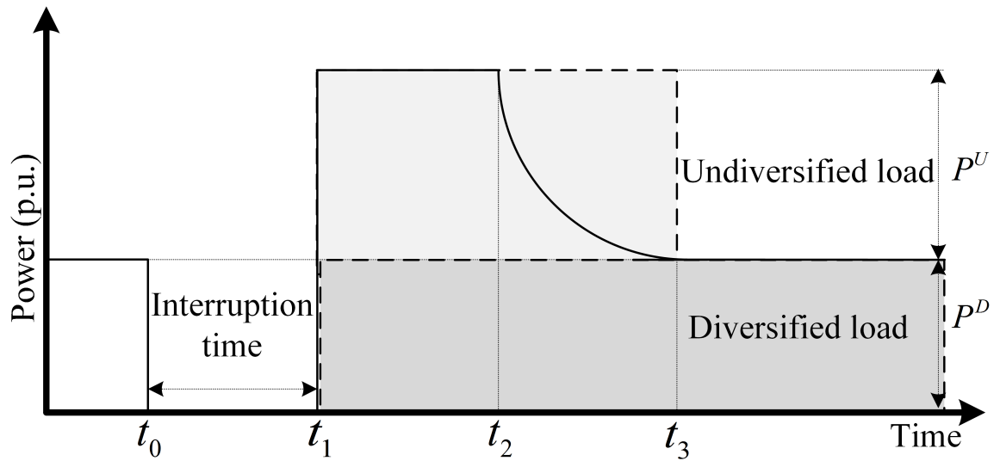 Power (p.u.)
Undiversified load
P^U
Interruption
time
Diversified load
P^D
t_0
t_1
t_2
t_3
Time